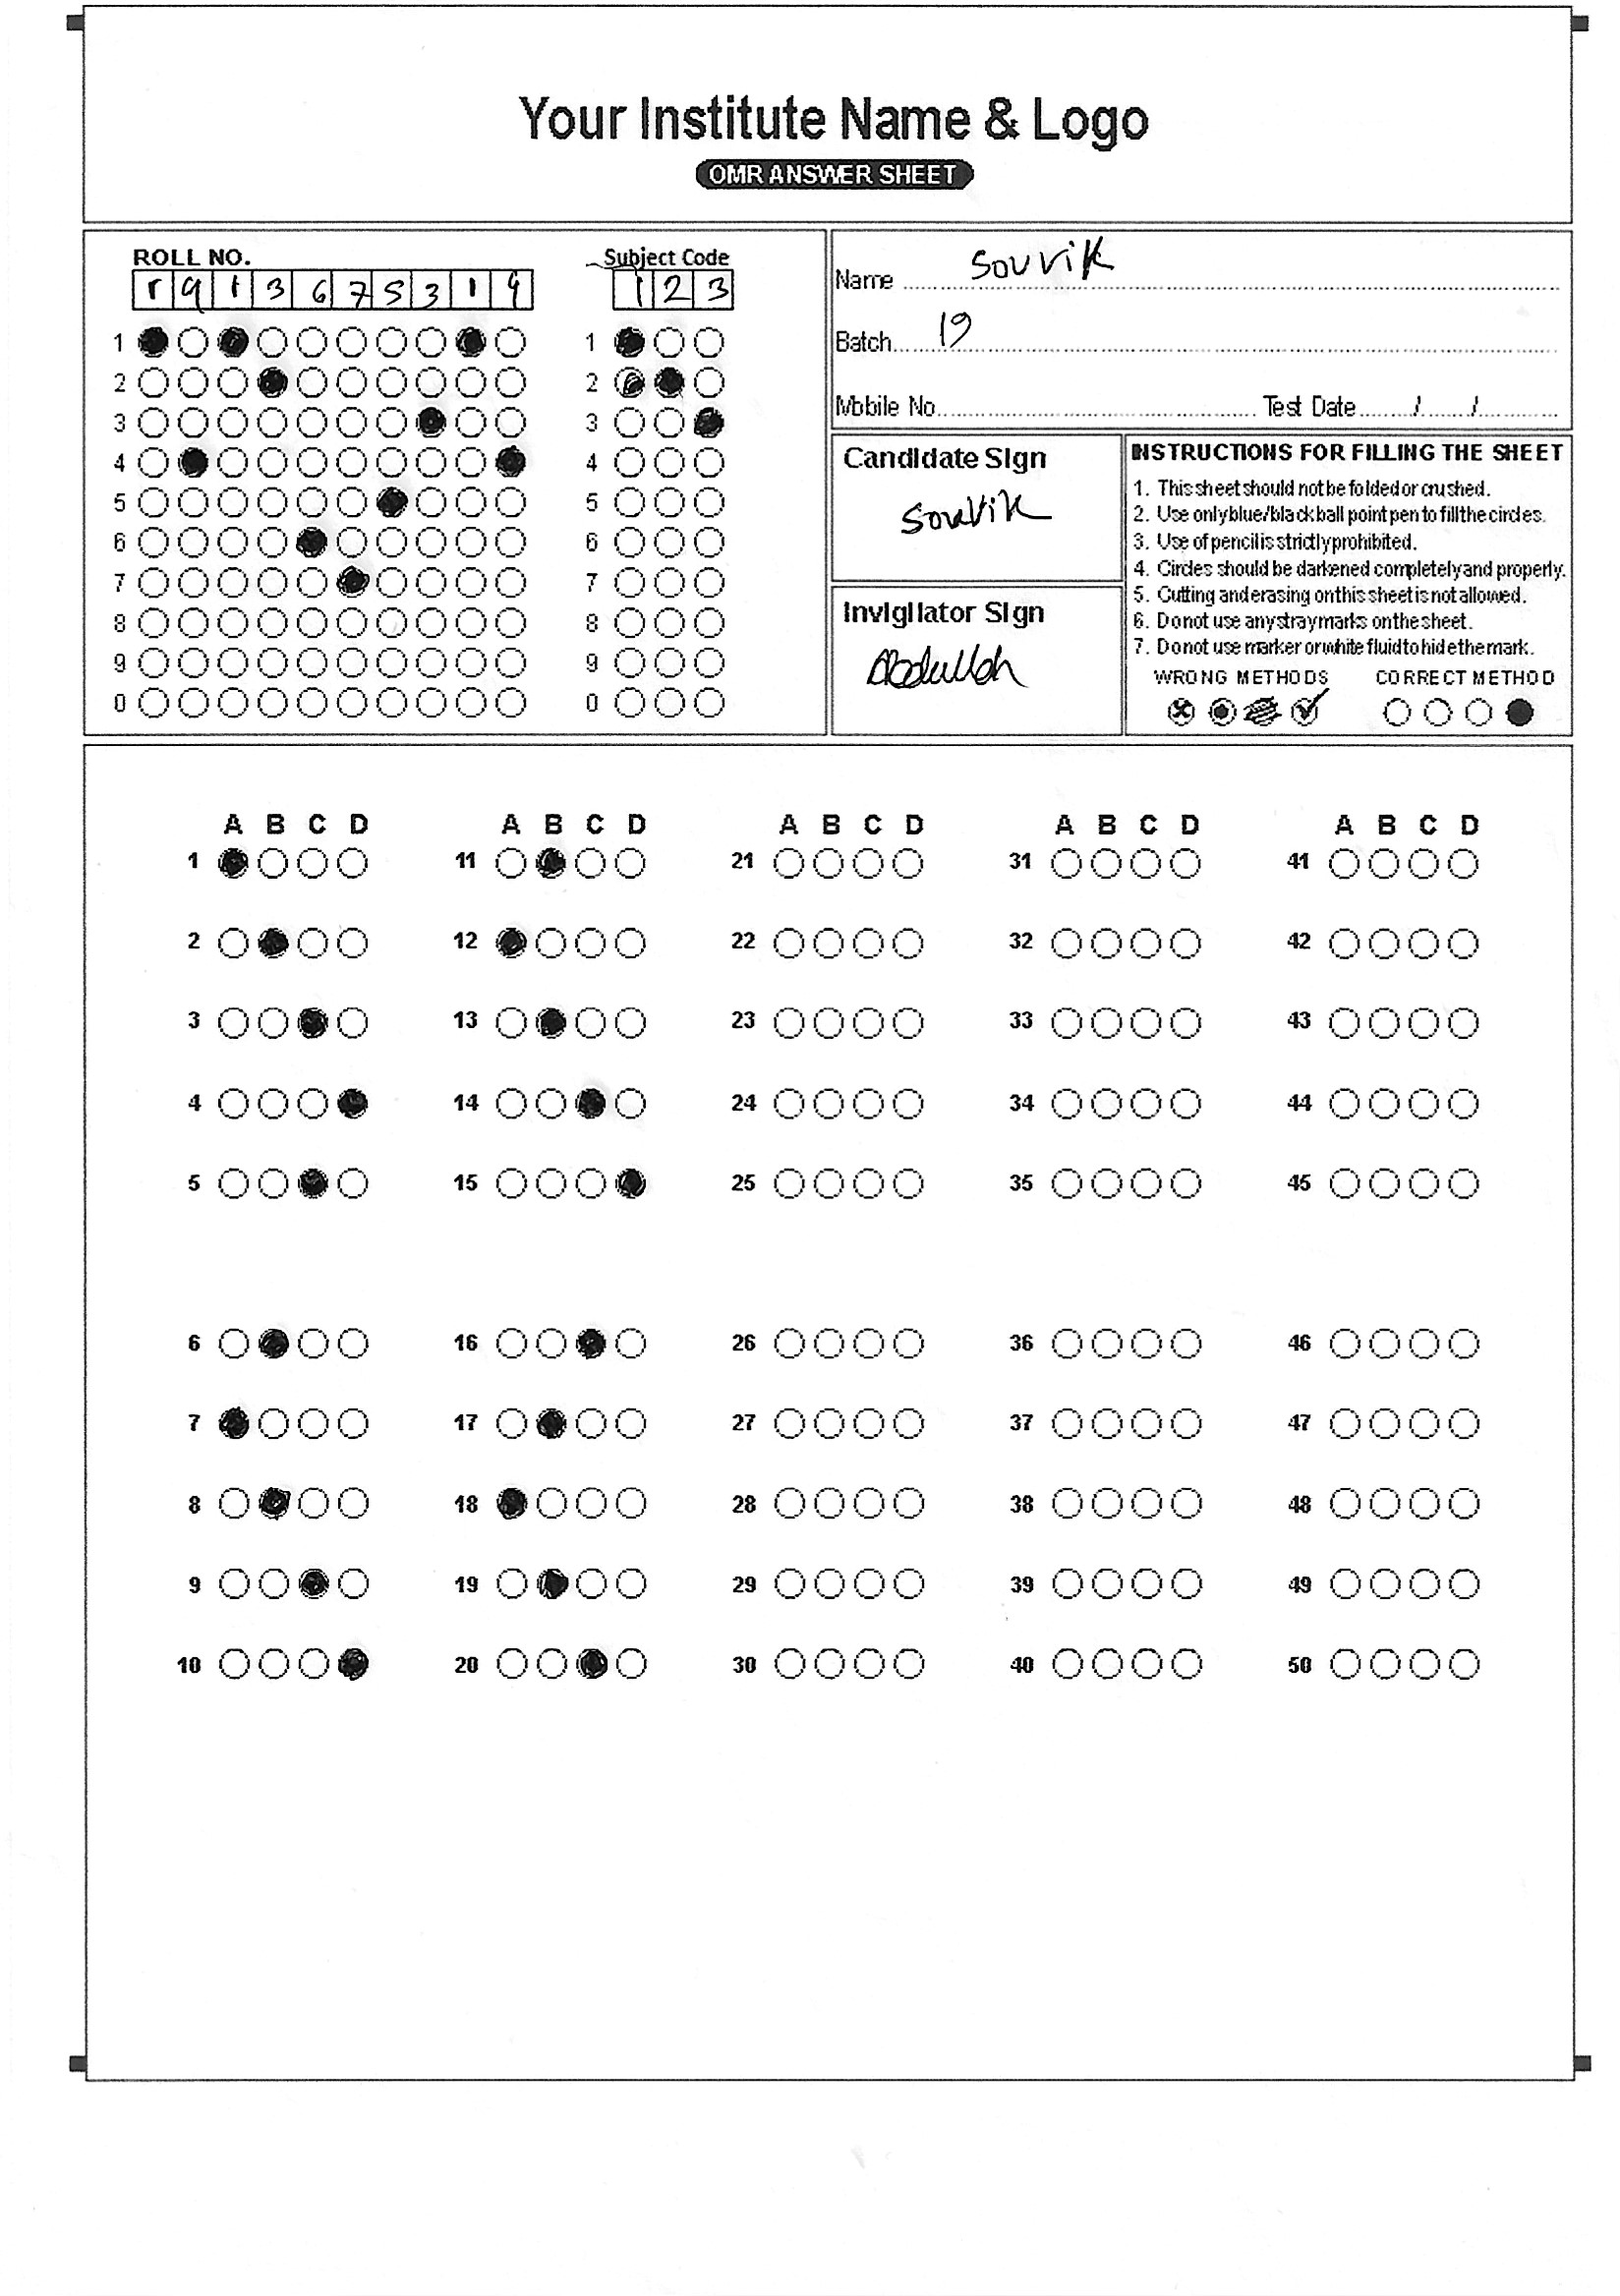 Your Institute Name & Logo
OMR ANSWER SHEET
ROLL NO.
1 3 6 7 5 3 1
1
2
3
4
5
6
7
8
9
0
Subject Code
1 2 3
1
2
3
4
5
6
7
8
9
0
Name Souvik
Batch 19
Mobile No. Test Date / /
Candidate Sign
Souvik
Invigilator Sign
Abdullah
INSTRUCTIONS FOR FILLING THE SHEET
1. This sheet should not be folded or crushed.
2. Use only blue/black ball point pen to fill the circles.
3. Use of pencil is strictly prohibited.
4. Circles should be darkened completely and properly.
5. Cutting and erasing on this sheet is not allowed.
6. Do not use any stray marks on the sheet.
7. Do not use marker or white fluid to hide the mark.
WRONG METHODS CORRECT METHOD
A B C D A B C D A B C D A B C D A B C D
1 11 21 31 41
2 12 22 32 42
3 13 23 33 43
4 14 24 34 44
5 15 25 35 45
6 16 26 36 46
7 17 27 37 47
8 18 28 38 48
9 19 29 39 49
10 20 30 40 50